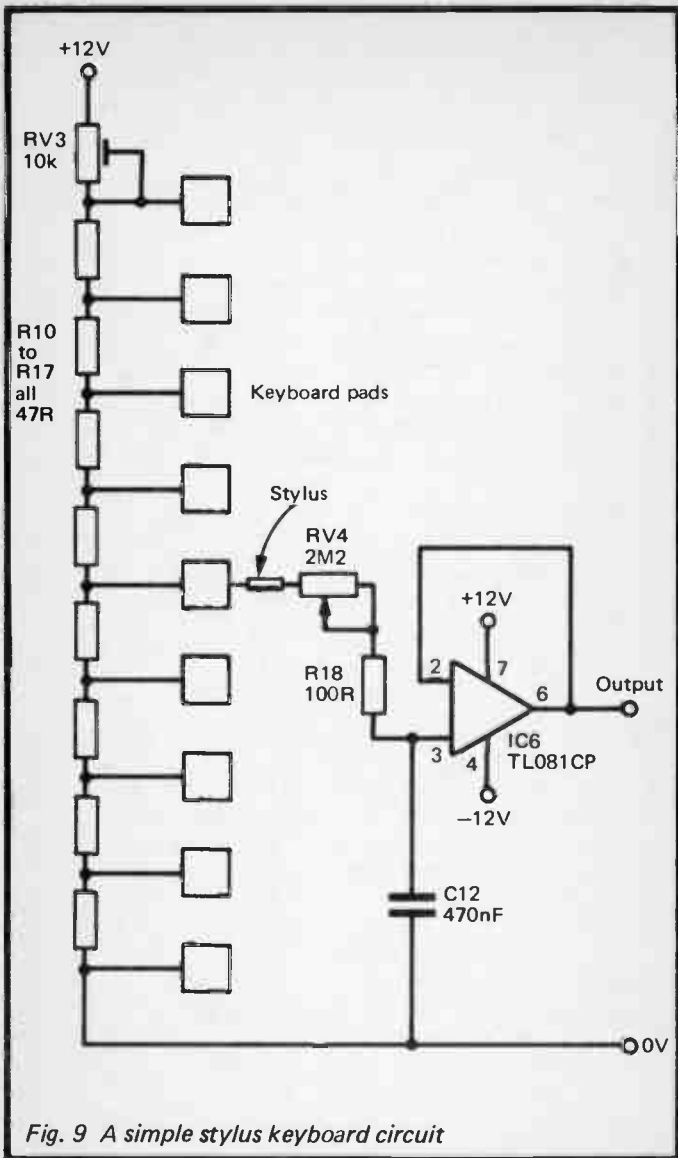 +12V
RV3
10k
R10
to
R17
all
47R
Keyboard pads
Stylus
RV4
2M2
R18
100R
+12V
2
7
6
Output
3
4
IC6
TL081CP
−12V
C12
470nF
0V
Fig. 9 A simple stylus keyboard circuit